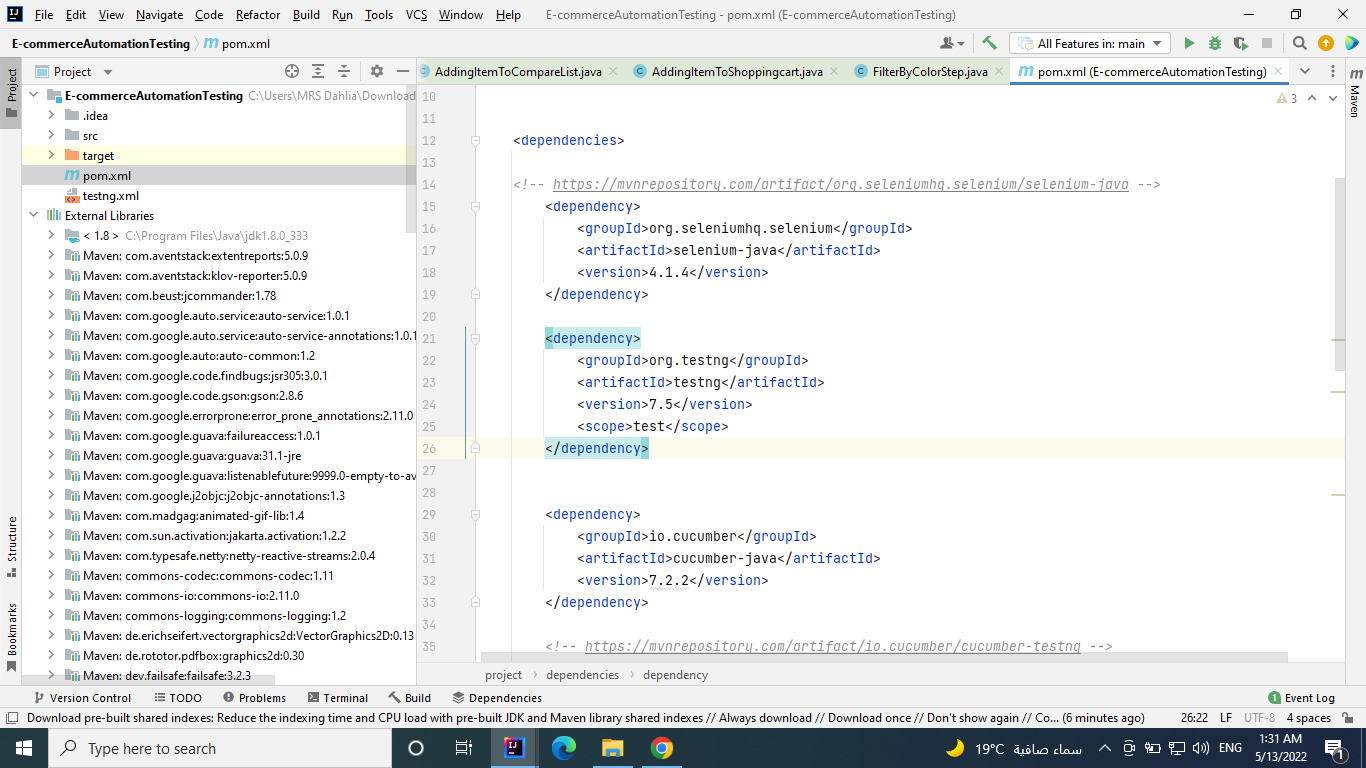 File Edit View Navigate Code Refactor Build Run Tools VCS Window Help E-commerceAutomationTesting - pom.xml (E-commerceAutomationTesting)
E-commerceAutomationTesting pom.xml All Features in: main
Project AddingItemToCompareList.java AddingItemToShoppingcart.java FilterByColorStep.java pom.xml (E-commerceAutomationTesting)
Project
Structure
Bookmarks
Maven
E-commerceAutomationTesting C:\Users\MRS Dahlia\Download
.idea
src
target
pom.xml
testng.xml
External Libraries
< 1.8 > C:\Program Files\Java\jdk1.8.0_333
Maven: com.aventstack:extentreports:5.0.9
Maven: com.aventstack:klov-reporter:5.0.9
Maven: com.beust:jcommander:1.78
Maven: com.google.auto.service:auto-service:1.0.1
Maven: com.google.auto.service:auto-service-annotations:1.0.1
Maven: com.google.auto:auto-common:1.2
Maven: com.google.code.findbugs:jsr305:3.0.1
Maven: com.google.code.gson:gson:2.8.6
Maven: com.google.errorprone:error_prone_annotations:2.11.0
Maven: com.google.guava:failureaccess:1.0.1
Maven: com.google.guava:guava:31.1-jre
Maven: com.google.guava:listenablefuture:9999.0-empty-to-av
Maven: com.google.j2objc:j2objc-annotations:1.3
Maven: com.madgag:animated-gif-lib:1.4
Maven: com.sun.activation:jakarta.activation:1.2.2
Maven: com.typesafe.netty:netty-reactive-streams:2.0.4
Maven: commons-codec:commons-codec:1.11
Maven: commons-io:commons-io:2.11.0
Maven: commons-logging:commons-logging:1.2
Maven: de.erichseifert.vectorgraphics2d:VectorGraphics2D:0.13
Maven: de.rototor.pdfbox:graphics2d:0.30
Maven: dev.failsafe:failsafe:3.2.3
3
10
11
12 <dependencies>
13
14 <!-- https://mvnrepository.com/artifact/org.seleniumhq.selenium/selenium-java -->
15 <dependency>
16 <groupId>org.seleniumhq.selenium</groupId>
17 <artifactId>selenium-java</artifactId>
18 <version>4.1.4</version>
19 </dependency>
20
21 <dependency>
22 <groupId>org.testng</groupId>
23 <artifactId>testng</artifactId>
24 <version>7.5</version>
25 <scope>test</scope>
26 </dependency>
27
28
29 <dependency>
30 <groupId>io.cucumber</groupId>
31 <artifactId>cucumber-java</artifactId>
32 <version>7.2.2</version>
33 </dependency>
34
35 <!-- https://mvnrepository.com/artifact/io.cucumber/cucumber-testng -->
project › dependencies › dependency
Version Control TODO Problems Terminal Build Dependencies 1 Event Log
Download pre-built shared indexes: Reduce the indexing time and CPU load with pre-built JDK and Maven library shared indexes // Always download // Download once // Don't show again // Co... (6 minutes ago) 26:22 LF UTF-8 4 spaces
Type here to search 19°C سماء صافية ENG 1:31 AM
5/13/2022 1